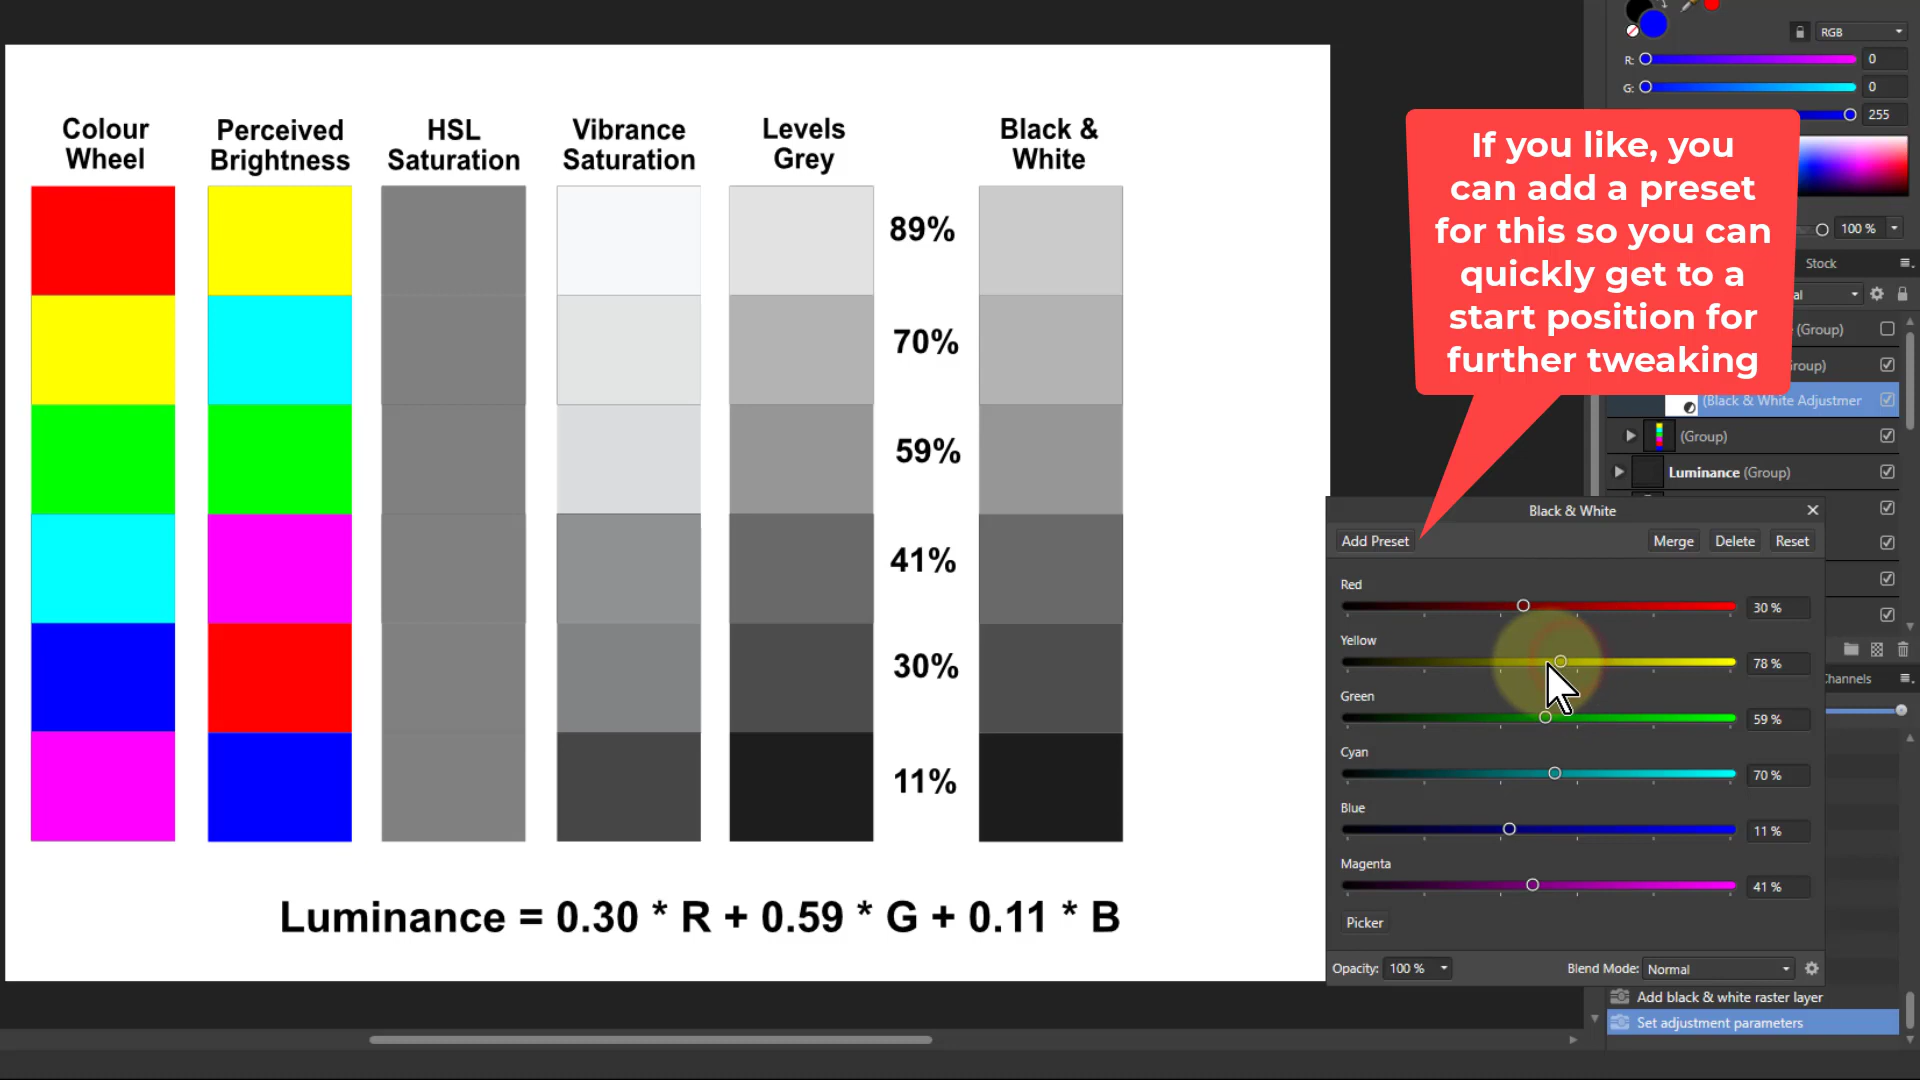 Colour
Wheel
Perceived
Brightness
HSL
Saturation
Vibrance
Saturation
Levels
Grey
Black &
White
89%
70%
59%
41%
30%
11%
Luminance = 0.30 * R + 0.59 * G + 0.11 * B
RGB
R:
0
G:
0
255
100 %
If you like, you
can add a preset
for this so you can
quickly get to a
start position for
further tweaking
Stock
(Group)
(Black & White Adjustmer
(Group)
Luminance (Group)
Black & White
Add Preset
Merge
Delete
Reset
Red
30 %
Yellow
78 %
Green
59 %
Cyan
70 %
Blue
11 %
Magenta
41 %
Picker
Opacity: 100 %
Blend Mode: Normal
Add black & white raster layer
Set adjustment parameters